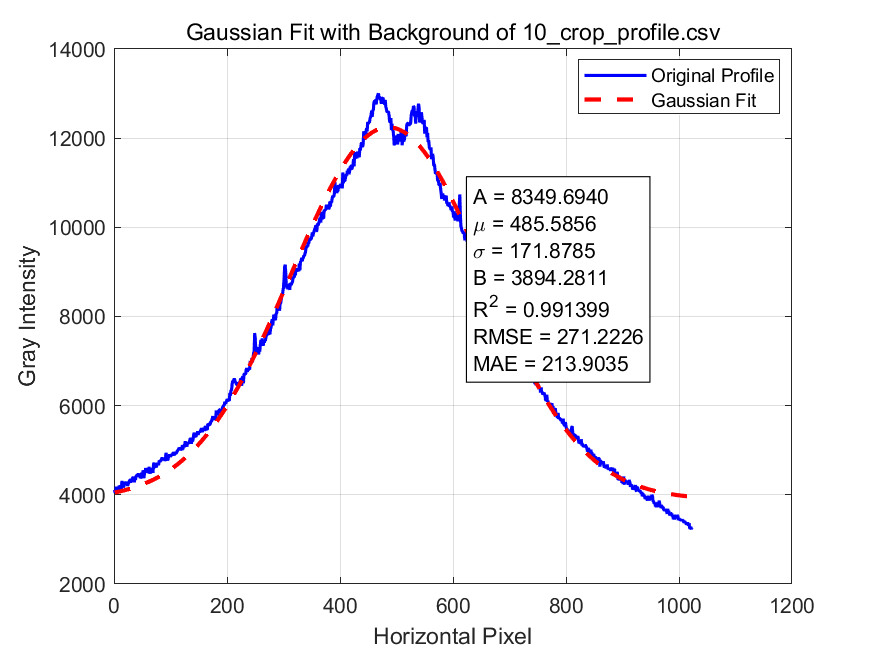 Gaussian Fit with Background of 10_crop_profile.csv
14000
12000
10000
8000
6000
4000
2000
Gray Intensity
0
200
400
600
800
1000
1200
Horizontal Pixel
Original Profile
Gaussian Fit
A = 8349.6940
μ = 485.5856
σ = 171.8785
B = 3894.2811
R² = 0.991399
RMSE = 271.2226
MAE = 213.9035